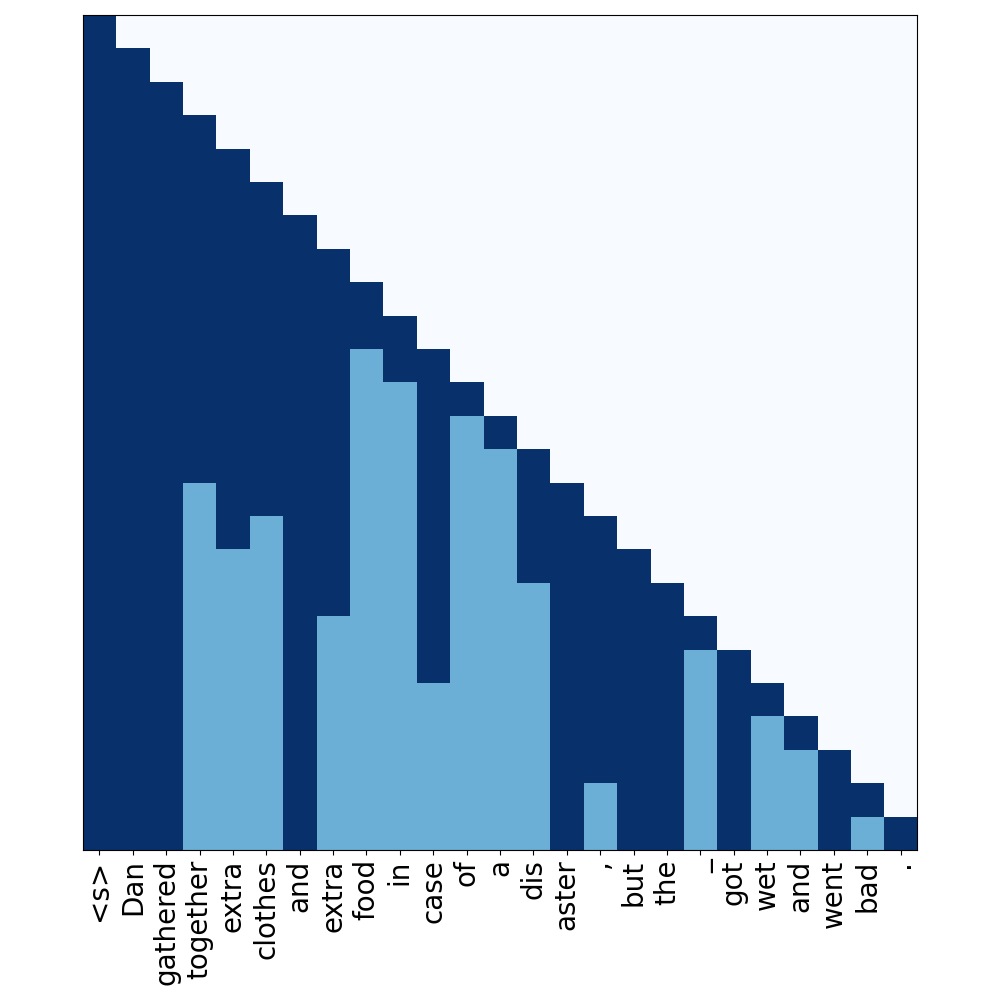 <s>
Dan
gathered
together
extra
clothes
and
extra
food
in
case
of
a
dis
aster
,
but
the
_
got
wet
and
went
bad
.